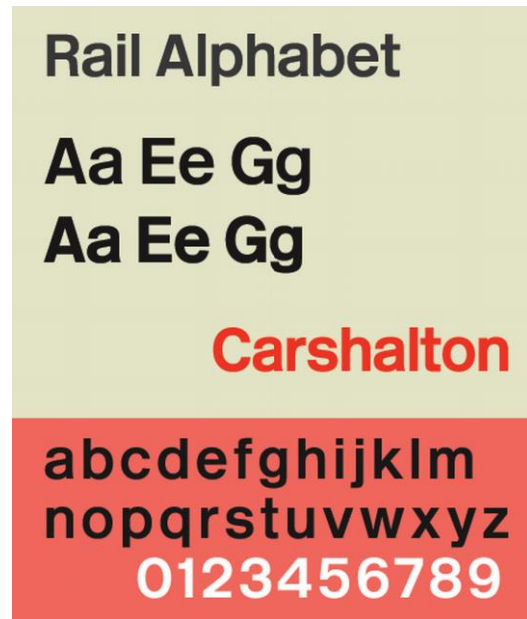 Rail Alphabet
Aa Ee Gg
Aa Ee Gg
Carshalton
abcdefghijklm
nopqrstuvwxyz
0123456789